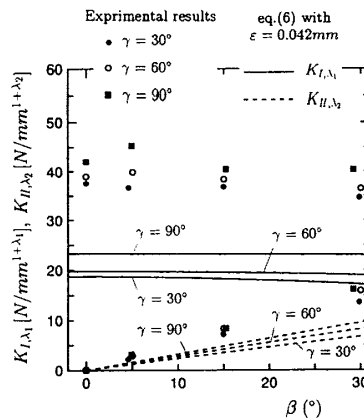 Exprimental results
eq.(6) with
ε = 0.042mm
• γ = 30°
○ γ = 60°
■ γ = 90°
K_{I,λ₁}
K_{II,λ₂}
K_{I,λ₁} [N/mm^{1+λ₁}], K_{II,λ₂} [N/mm^{1+λ₂}]
60
50
40
30
20
10
0
γ = 90°
γ = 60°
γ = 30°
γ = 60°
γ = 90°
γ = 30°
0
10
20
30
β (°)